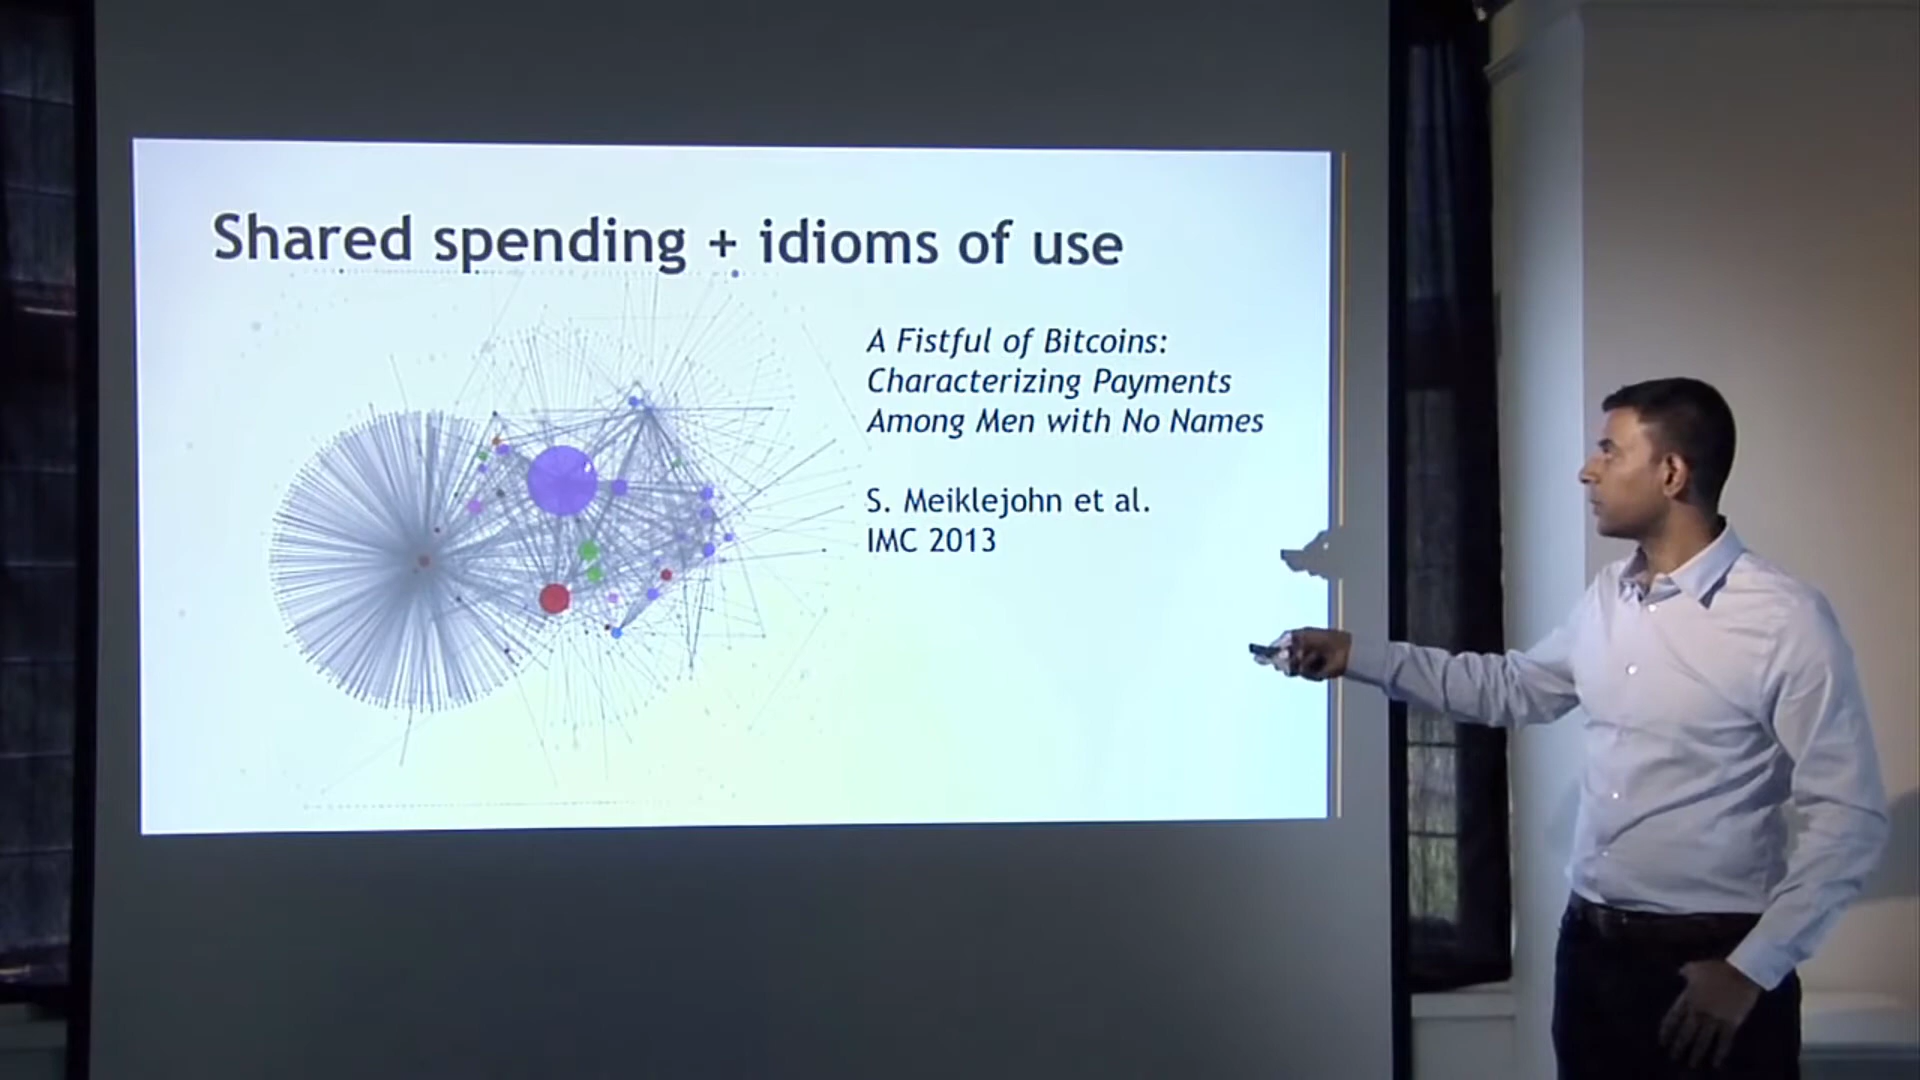 Shared spending + idioms of use
A Fistful of Bitcoins:
Characterizing Payments
Among Men with No Names
S. Meiklejohn et al.
IMC 2013